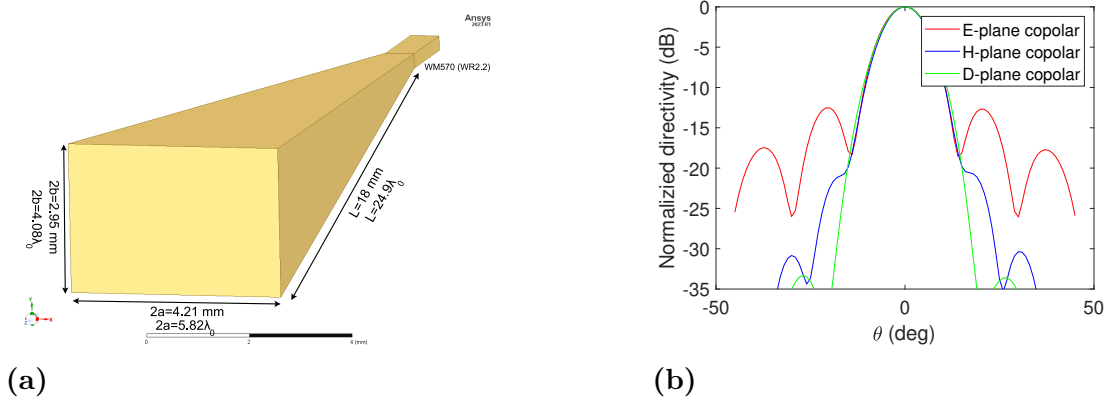 Ansys
2023 R1
WM570 (WR2.2)
2b=2.95 mm
2b=4.08λ0
L=18 mm
L=24.9λ0
2a=4.21 mm
2a=5.82λ0
0 2 4 (mm)
Y
X
Z
(a)
Normalizied directivity (dB)
0
-5
-10
-15
-20
-25
-30
-35
-50 0 50
θ (deg)
E-plane copolar
H-plane copolar
D-plane copolar
(b)